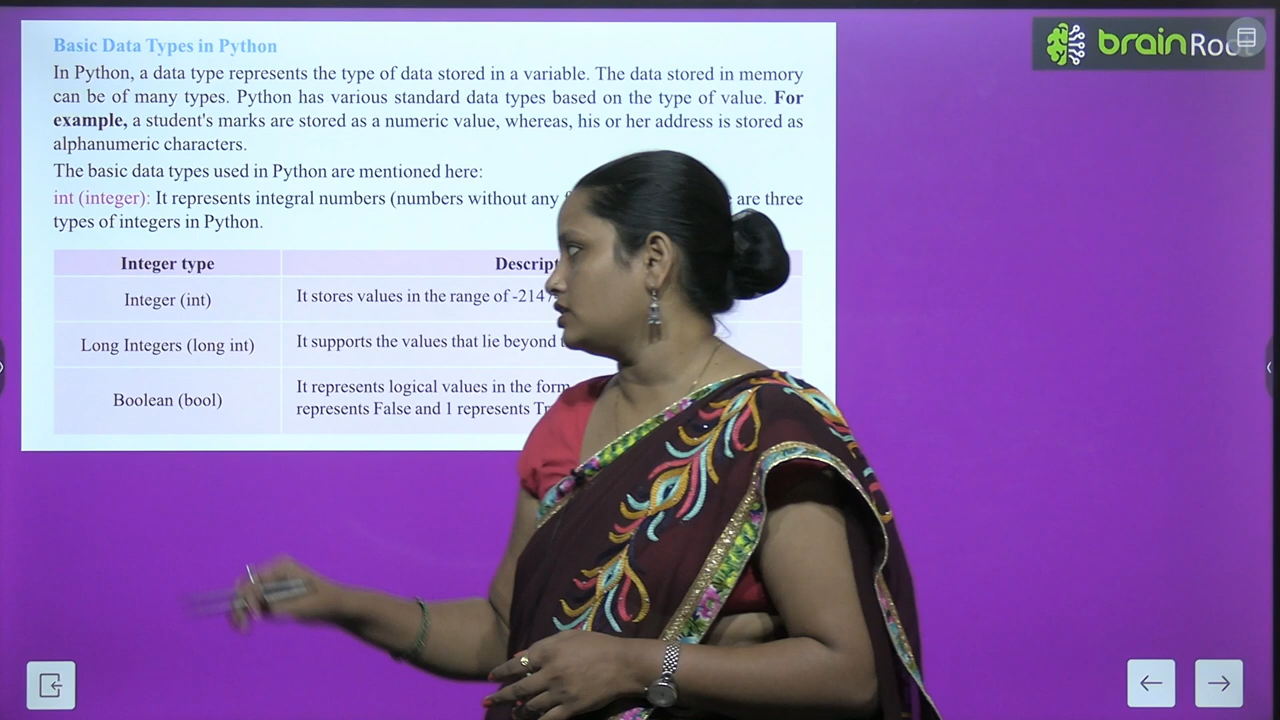 Basic Data Types in Python
In Python, a data type represents the type of data stored in a variable. The data stored in memory
can be of many types. Python has various standard data types based on the type of value. For
example, a student's marks are stored as a numeric value, whereas, his or her address is stored as
alphanumeric characters.
The basic data types used in Python are mentioned here:
int (integer): It represents integral numbers (numbers without any are three
types of integers in Python.
Integer type
Integer (int) It stores values in the range of -214
Long Integers (long int) It supports the values that lie beyond
It represents logical values in the form
Boolean (bool)
represents False and 1 represents
brain